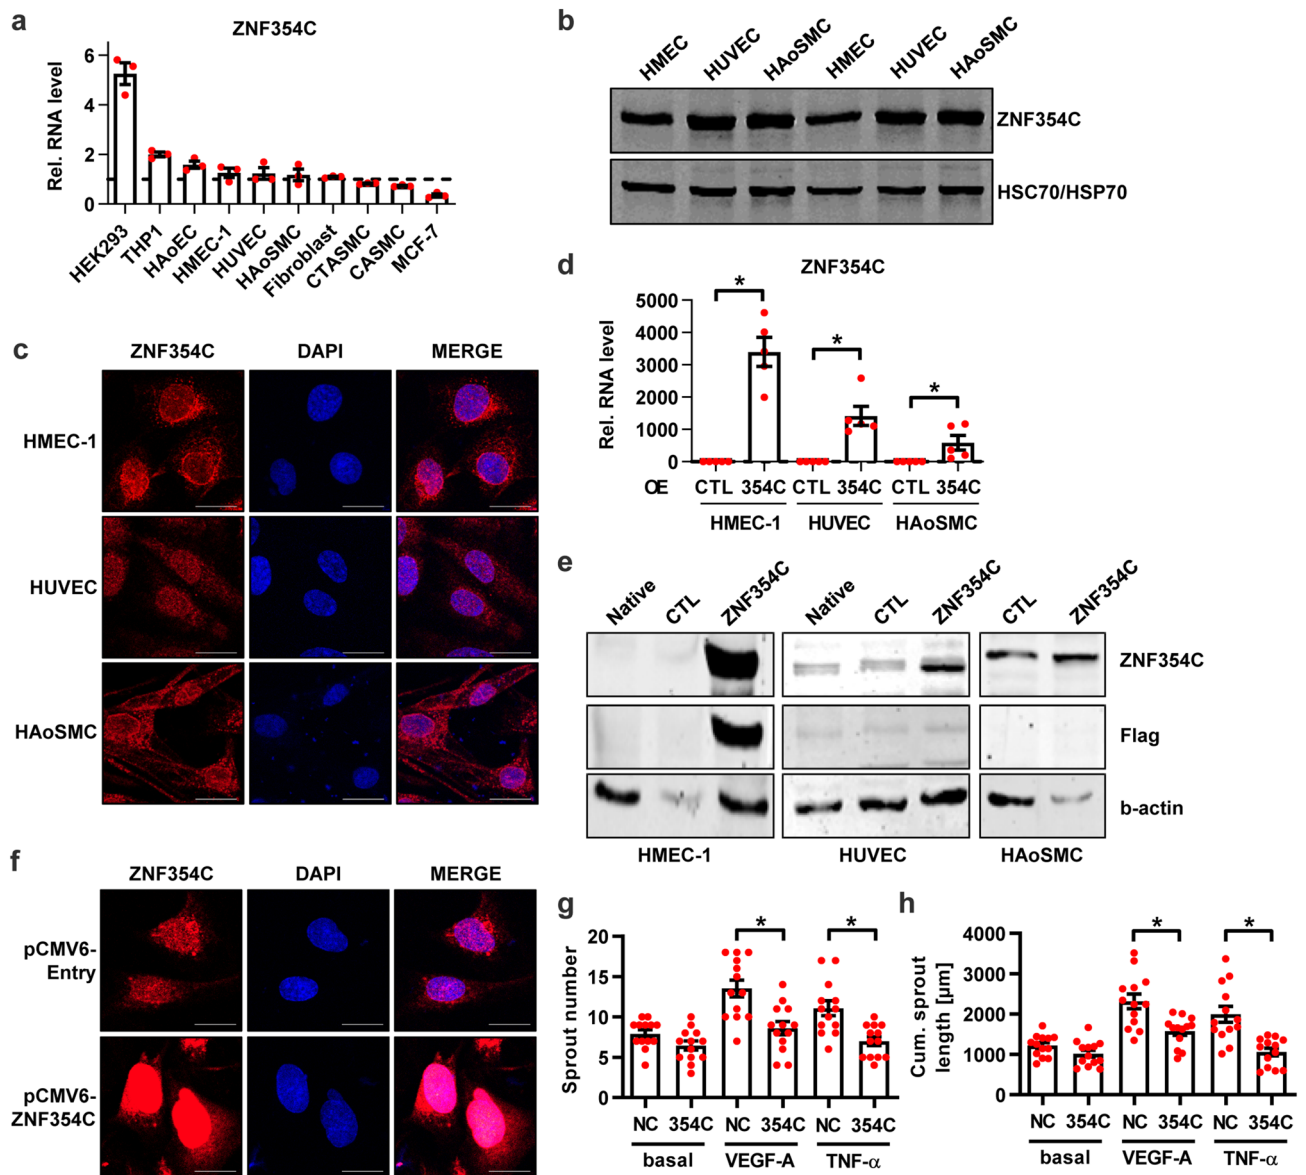 a
ZNF354C
Rel. RNA level
6
4
2
0
HEK293
THP1
HAoEC
HMEC-1
HUVEC
HAoSMC
Fibroblast
CTASMC
CASMC
MCF-7
b
HMEC
HUVEC
HAoSMC
HMEC
HUVEC
HAoSMC
ZNF354C
HSC70/HSP70
c
ZNF354C DAPI MERGE
HMEC-1
HUVEC
HAoSMC
d
ZNF354C
Rel. RNA level
5000
4000
3000
2000
1000
0
* * *
OE CTL 354C CTL 354C CTL 354C
HMEC-1 HUVEC HAoSMC
e
Native
CTL
ZNF354C
Native
CTL
ZNF354C
CTL
ZNF354C
ZNF354C
Flag
b-actin
HMEC-1 HUVEC HAoSMC
f
ZNF354C DAPI MERGE
pCMV6-
Entry
pCMV6-
ZNF354C
g
Sprout number
20
15
10
5
0
* *
NC 354C NC 354C NC 354C
basal VEGF-A TNF-α
h
Cum. sprout
length [µm]
4000
3000
2000
1000
0
* *
NC 354C NC 354C NC 354C
basal VEGF-A TNF-α